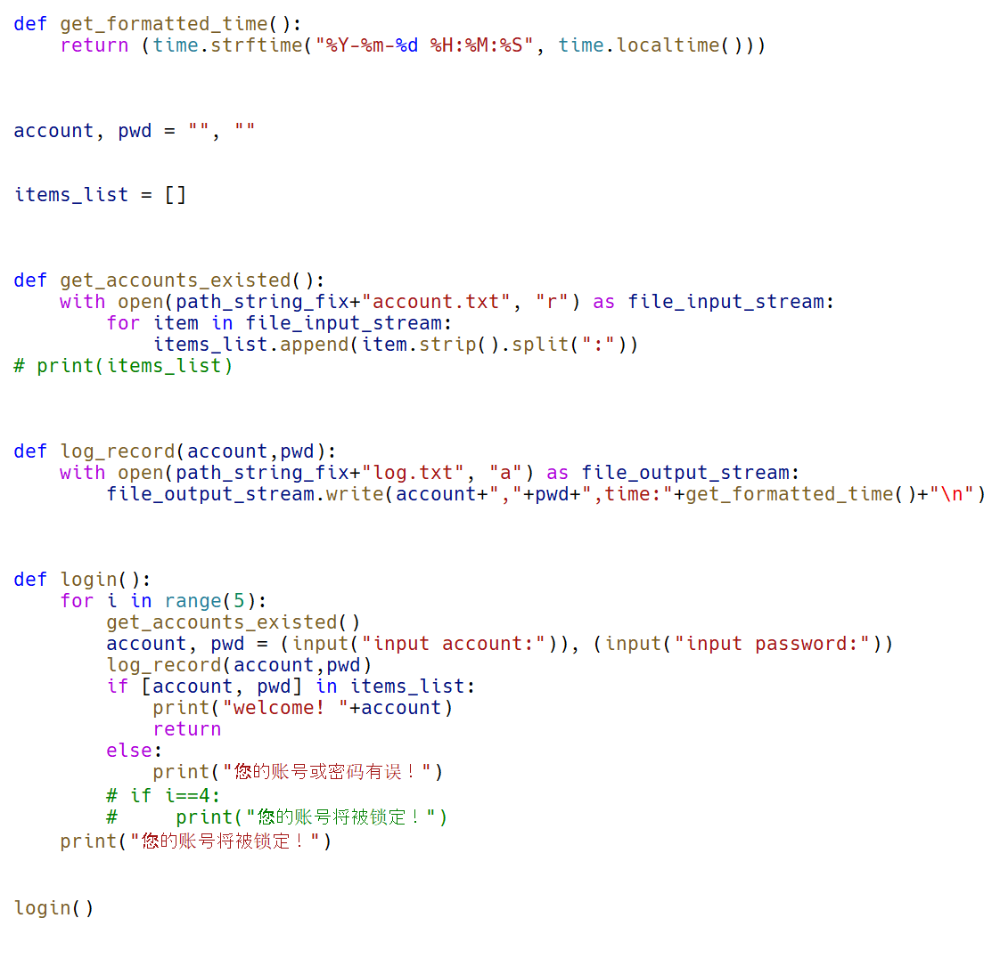 def get_formatted_time():
    return (time.strftime("%Y-%m-%d %H:%M:%S", time.localtime()))
account, pwd = "", ""
items_list = []
def get_accounts_existed():
    with open(path_string_fix+"account.txt", "r") as file_input_stream:
        for item in file_input_stream:
            items_list.append(item.strip().split(":"))
# print(items_list)
def log_record(account,pwd):
    with open(path_string_fix+"log.txt", "a") as file_output_stream:
        file_output_stream.write(account+","+pwd+",time:"+get_formatted_time()+"\n")
def login():
    for i in range(5):
        get_accounts_existed()
        account, pwd = (input("input account:")), (input("input password:"))
        log_record(account,pwd)
        if [account, pwd] in items_list:
            print("welcome! "+account)
            return
        else:
            print("您的账号或密码有误！")
        # if i==4:
        #     print("您的账号将被锁定！")
    print("您的账号将被锁定！")
login()